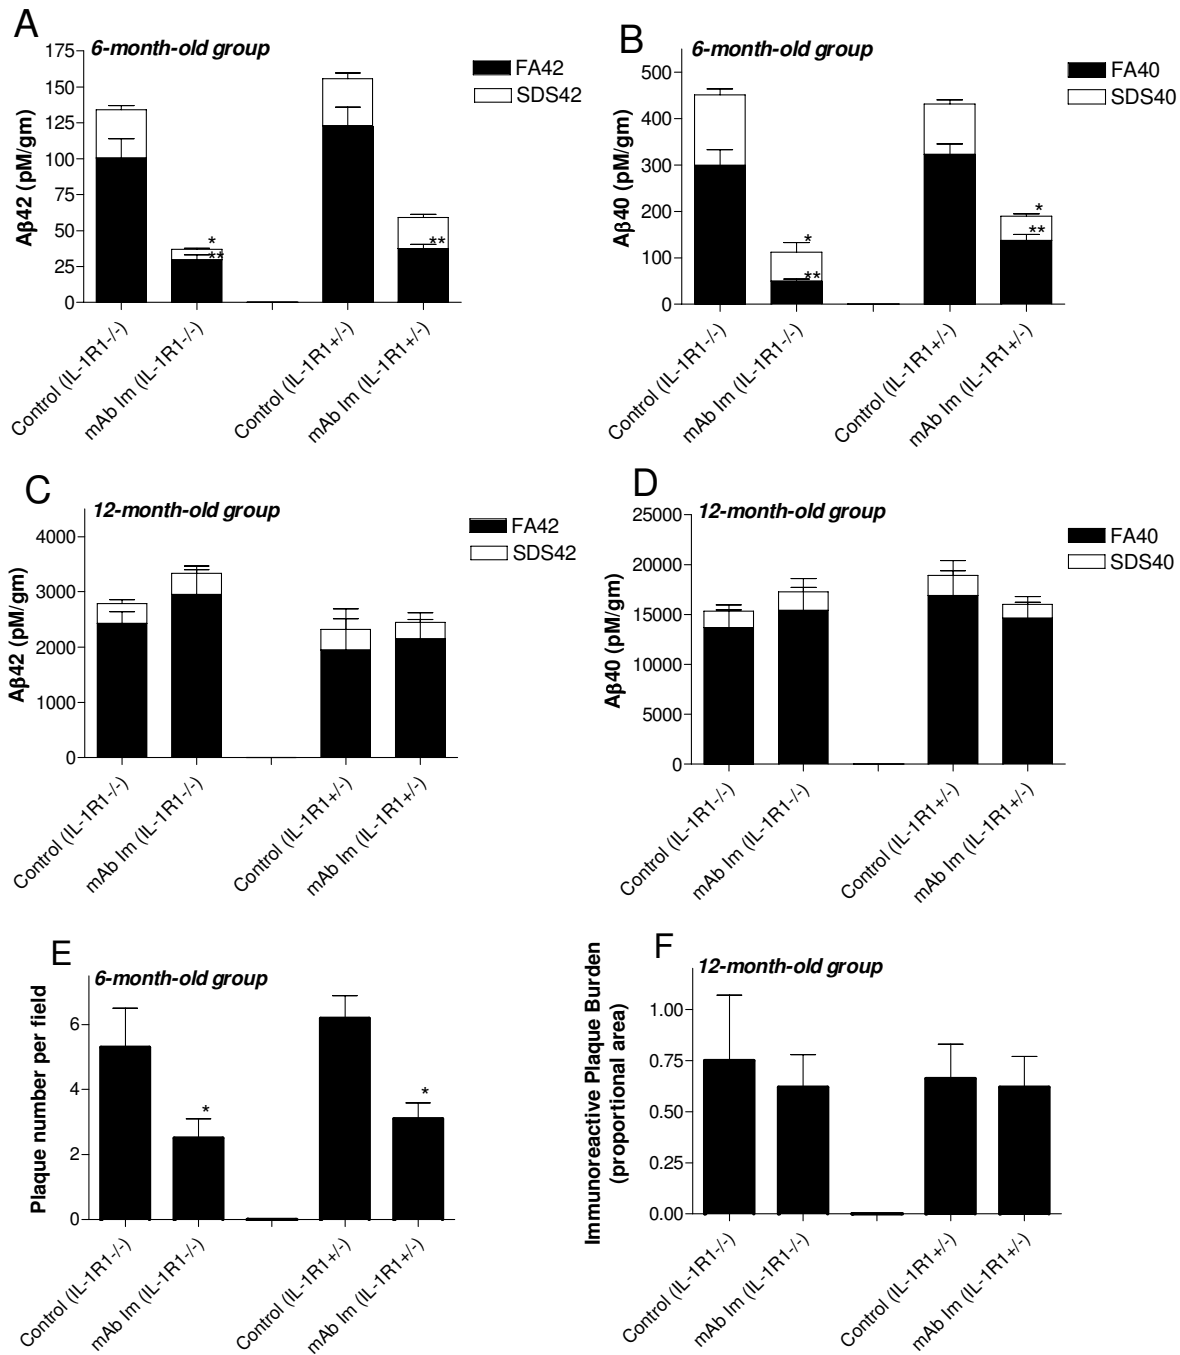 A
6-month-old group
175
150
125
100
75
50
25
0
Aβ42 (pM/gm)
FA42
SDS42
*
**
**
Control (IL-1R1-/-)
mAb Im (IL-1R1-/-)
Control (IL-1R1+/-)
mAb Im (IL-1R1+/-)
B
6-month-old group
500
400
300
200
100
0
Aβ40 (pM/gm)
FA40
SDS40
*
**
*
**
Control (IL-1R1-/-)
mAb Im (IL-1R1-/-)
Control (IL-1R1+/-)
mAb Im (IL-1R1+/-)
C
12-month-old group
4000
3000
2000
1000
0
Aβ42 (pM/gm)
FA42
SDS42
Control (IL-1R1-/-)
mAb Im (IL-1R1-/-)
Control (IL-1R1+/-)
mAb Im (IL-1R1+/-)
D
12-month-old group
25000
20000
15000
10000
5000
0
Aβ40 (pM/gm)
FA40
SDS40
Control (IL-1R1-/-)
mAb Im (IL-1R1-/-)
Control (IL-1R1+/-)
mAb Im (IL-1R1+/-)
E
6-month-old group
6
4
2
0
Plaque number per field
*
*
Control (IL-1R1-/-)
mAb Im (IL-1R1-/-)
Control (IL-1R1+/-)
mAb Im (IL-1R1+/-)
F
12-month-old group
1.00
0.75
0.50
0.25
0.00
Immunoreactive Plaque Burden
(proportional area)
Control (IL-1R1-/-)
mAb Im (IL-1R1-/-)
Control (IL-1R1+/-)
mAb Im (IL-1R1+/-)